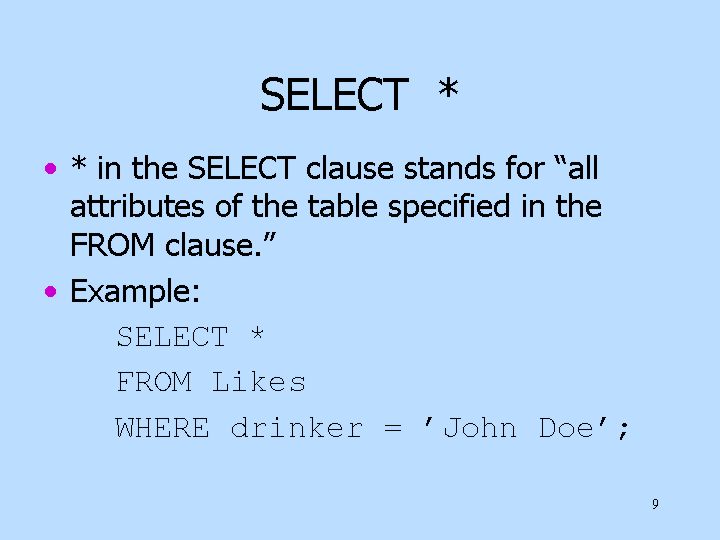 SELECT *
• * in the SELECT clause stands for “all
attributes of the table specified in the
FROM clause. ”
• Example:
SELECT *
FROM Likes
WHERE drinker = ’John Doe’;
9